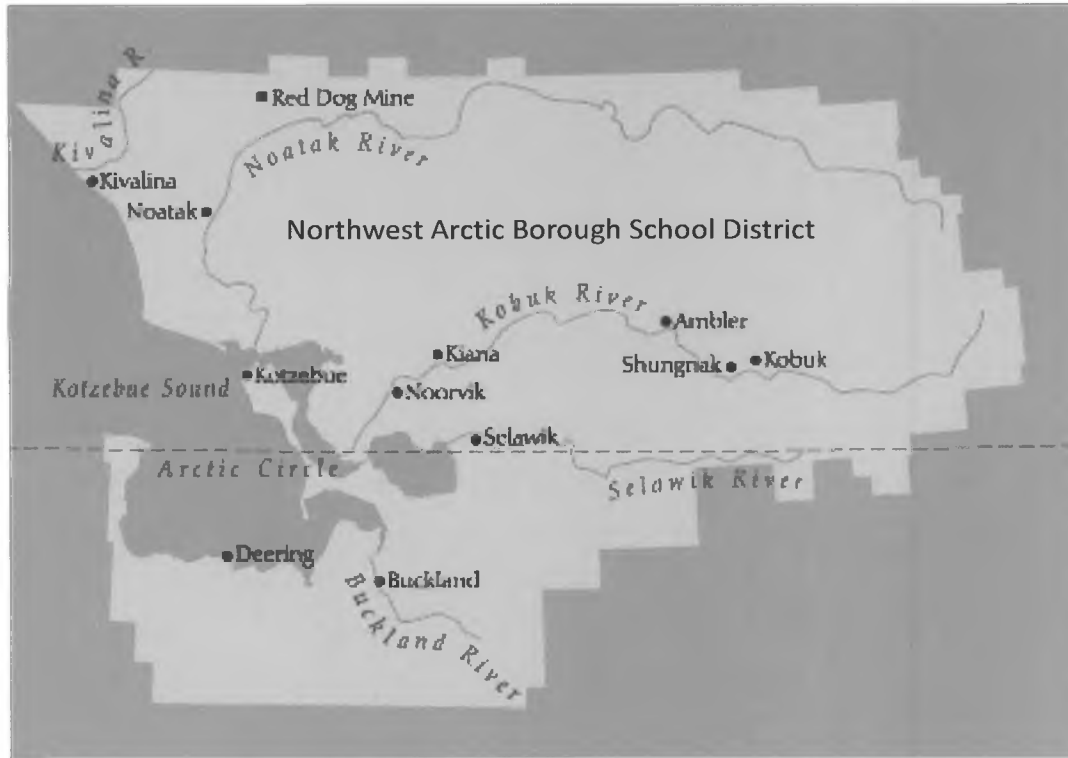 Kivalina R.
Red Dog Mine
Noatak River
Kivalina
Noatak
Northwest Arctic Borough School District
Kobuk River
Ambler
Kiana
Shungnak
Kobuk
Kotzebue
Kotzebue Sound
Noorvik
Selawik
Arctic Circle
Selawik River
Deering
Buckland
Buckland River